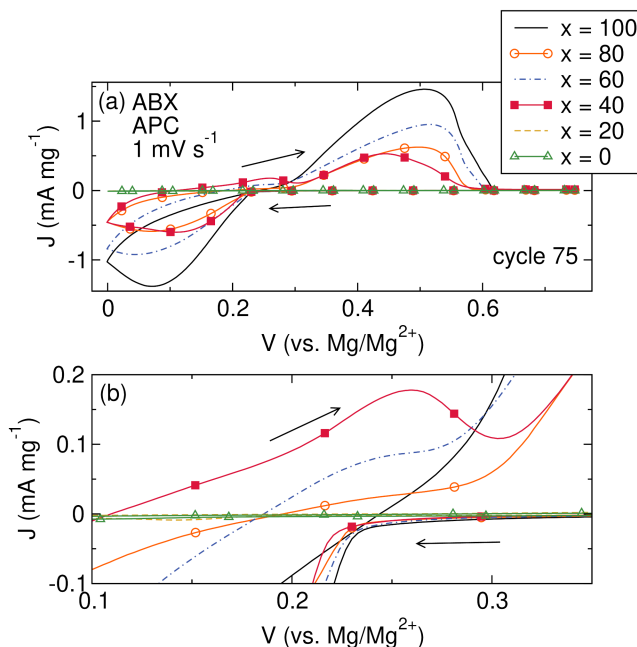 x = 100
x = 80
x = 60
x = 40
x = 20
x = 0
(a) ABX
APC
1 mV s⁻¹
1
0
-1
J (mA mg⁻¹)
cycle 75
0 0.2 0.4 0.6
V (vs. Mg/Mg²⁺)
(b)
0.2
0.1
0
-0.1
J (mA mg⁻¹)
0.1 0.2 0.3
V (vs. Mg/Mg²⁺)